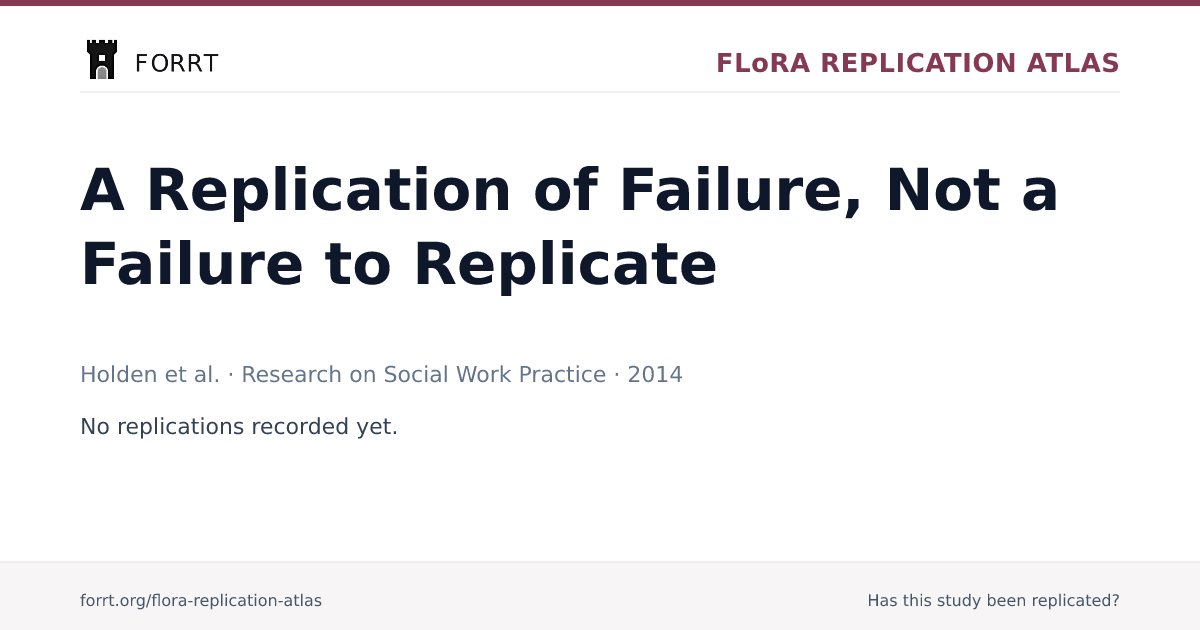 FORRT
FLoRA REPLICATION ATLAS
A Replication of Failure, Not a
Failure to Replicate
Holden et al. · Research on Social Work Practice · 2014
No replications recorded yet.
forrt.org/flora-replication-atlas
Has this study been replicated?